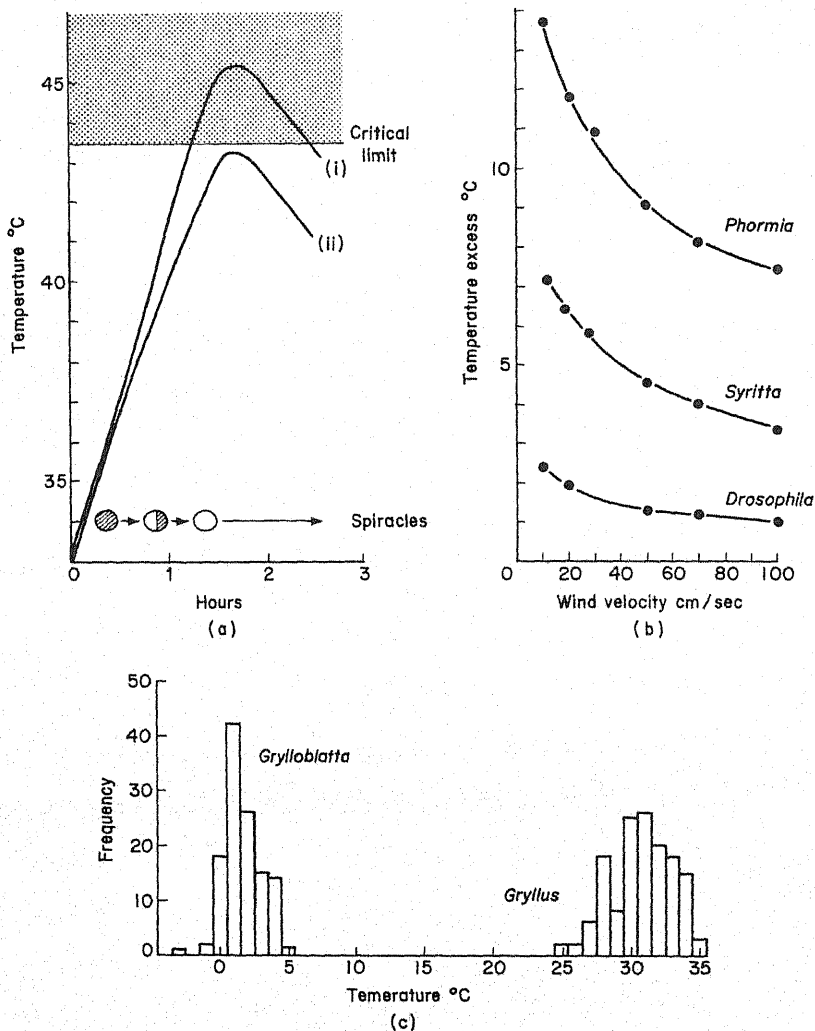 45
40
35
Temperature °C
Critical
limit
(i)
(ii)
Spiracles
0 1 2 3
Hours
(a)
10
5
Temperature excess °C
Phormia
Syritta
Drosophila
0 20 40 60 80 100
Wind velocity cm/sec
(b)
50
40
30
20
10
0
Frequency
Grylloblatta
Gryllus
0 5 10 15 20 25 30 35
Temerature °C
(c)